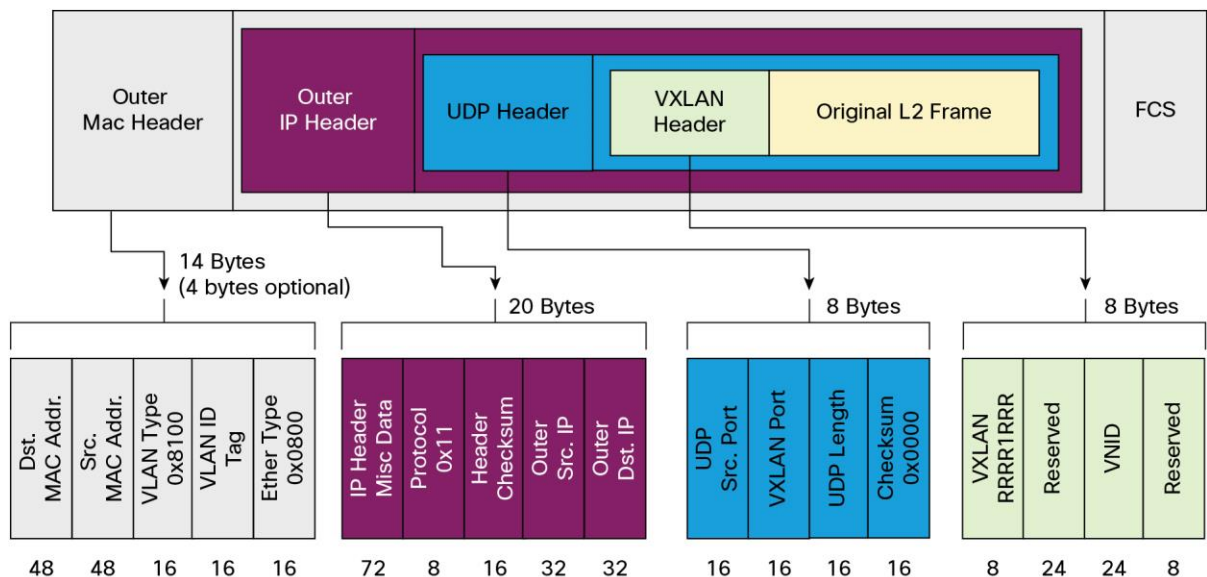 Outer
Mac Header
Outer
IP Header
UDP Header
VXLAN
Header
Original L2 Frame
FCS
14 Bytes
(4 bytes optional)
20 Bytes
8 Bytes
8 Bytes
Dst.
MAC Addr.
Src.
MAC Addr.
VLAN Type
0x8100
VLAN ID
Tag
Ether Type
0x0800
IP Header
Misc Data
Protocol
0x11
Header
Checksum
Outer
Src. IP
Outer
Dst. IP
UDP
Src. Port
VXLAN Port
UDP Length
Checksum
0x0000
VXLAN
RRRR1RRR
Reserved
VNID
Reserved
48 48 16 16 16 72 8 16 32 32 16 16 16 16 8 24 24 8